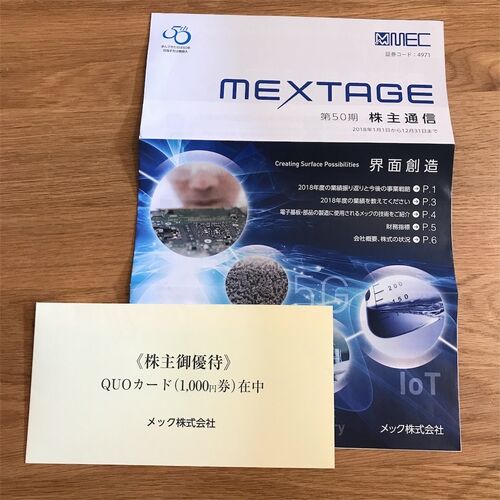 50th
MEC
証券コード：4971
MEXTAGE
第50期 株主通信
2018年1月1日から12月31日まで
Creating Surface Possibilities 界面創造
2018年度の業績振り返りと今後の事業戦略 P.1
2018年度の業績を教えてください P.3
電子基板・部品の製造に使用されるメックの技術をご紹介 P.4
財務指標 P.5
会社概要、株式の状況 P.6
5G
E 200
150
IoT
メック株式会社
《株主御優待》
QUOカード（1,000円券）在中
メック株式会社